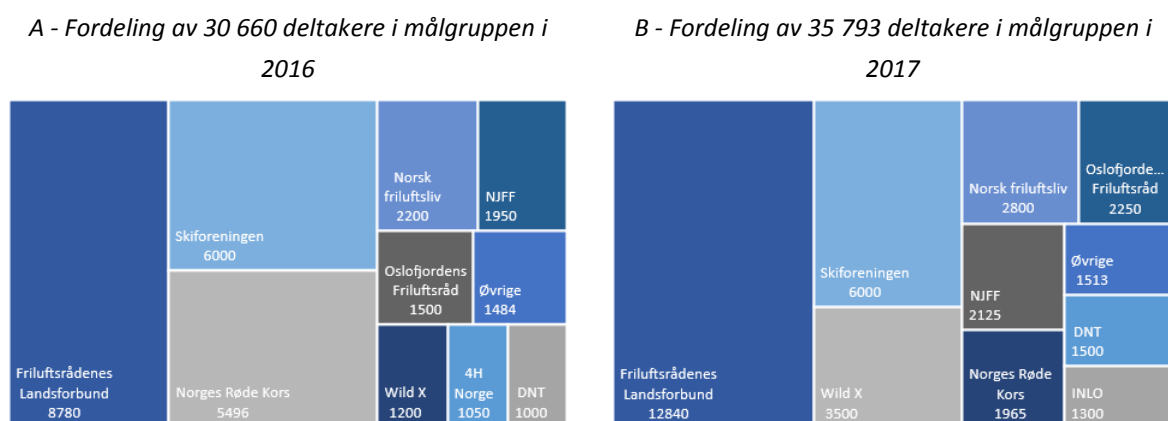 A - Fordeling av 30 660 deltakere i målgruppen i
2016
Friluftsrådenes
Landsforbund
8780
Skiforeningen
6000
Norges Røde Kors
5496
Norsk
friluftsliv
2200
NJFF
1950
Oslofjordens
Friluftsråd
1500
Øvrige
1484
Wild X
1200
4H
Norge
1050
DNT
1000
B - Fordeling av 35 793 deltakere i målgruppen i
2017
Friluftsrådenes
Landsforbund
12840
Skiforeningen
6000
Wild X
3500
Norsk friluftsliv
2800
Oslofjorde...
Friluftsråd
2250
NJFF
2125
Norges Røde
Kors
1965
Øvrige
1513
DNT
1500
INLO
1300